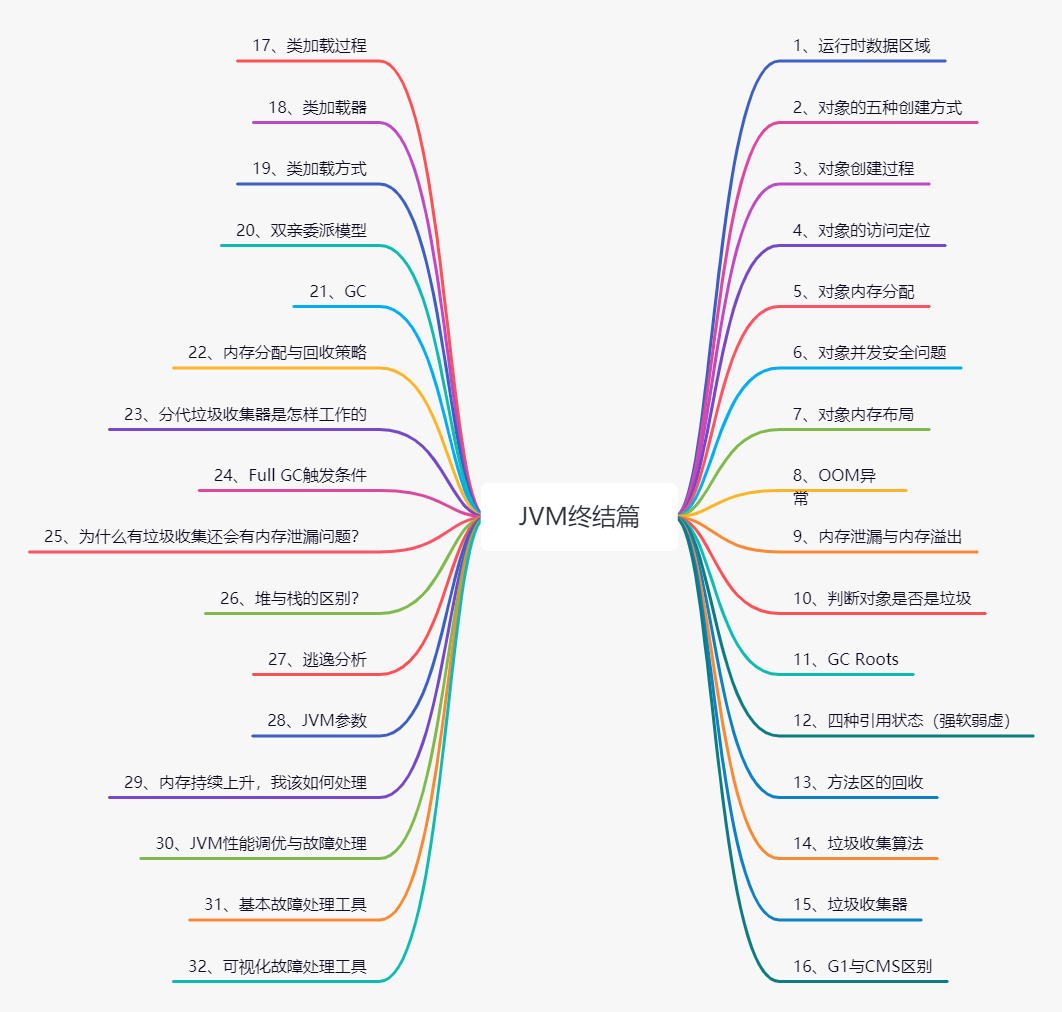 JVM终结篇
1、运行时数据区域
2、对象的五种创建方式
3、对象创建过程
4、对象的访问定位
5、对象内存分配
6、对象并发安全问题
7、对象内存布局
8、OOM异
常
9、内存泄漏与内存溢出
10、判断对象是否是垃圾
11、GC Roots
12、四种引用状态（强软弱虚）
13、方法区的回收
14、垃圾收集算法
15、垃圾收集器
16、G1与CMS区别
17、类加载过程
18、类加载器
19、类加载方式
20、双亲委派模型
21、GC
22、内存分配与回收策略
23、分代垃圾收集器是怎样工作的
24、Full GC触发条件
25、为什么有垃圾收集还会有内存泄漏问题？
26、堆与栈的区别？
27、逃逸分析
28、JVM参数
29、内存持续上升，我该如何处理
30、JVM性能调优与故障处理
31、基本故障处理工具
32、可视化故障处理工具